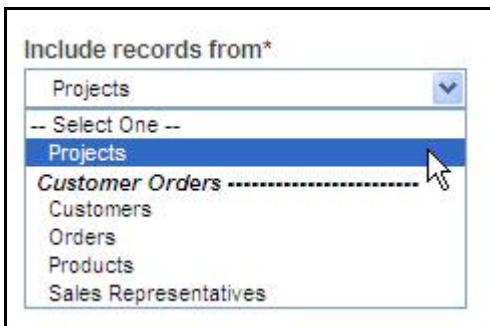 Include records from*
Projects
-- Select One --
Projects
Customer Orders ------------------------
Customers
Orders
Products
Sales Representatives